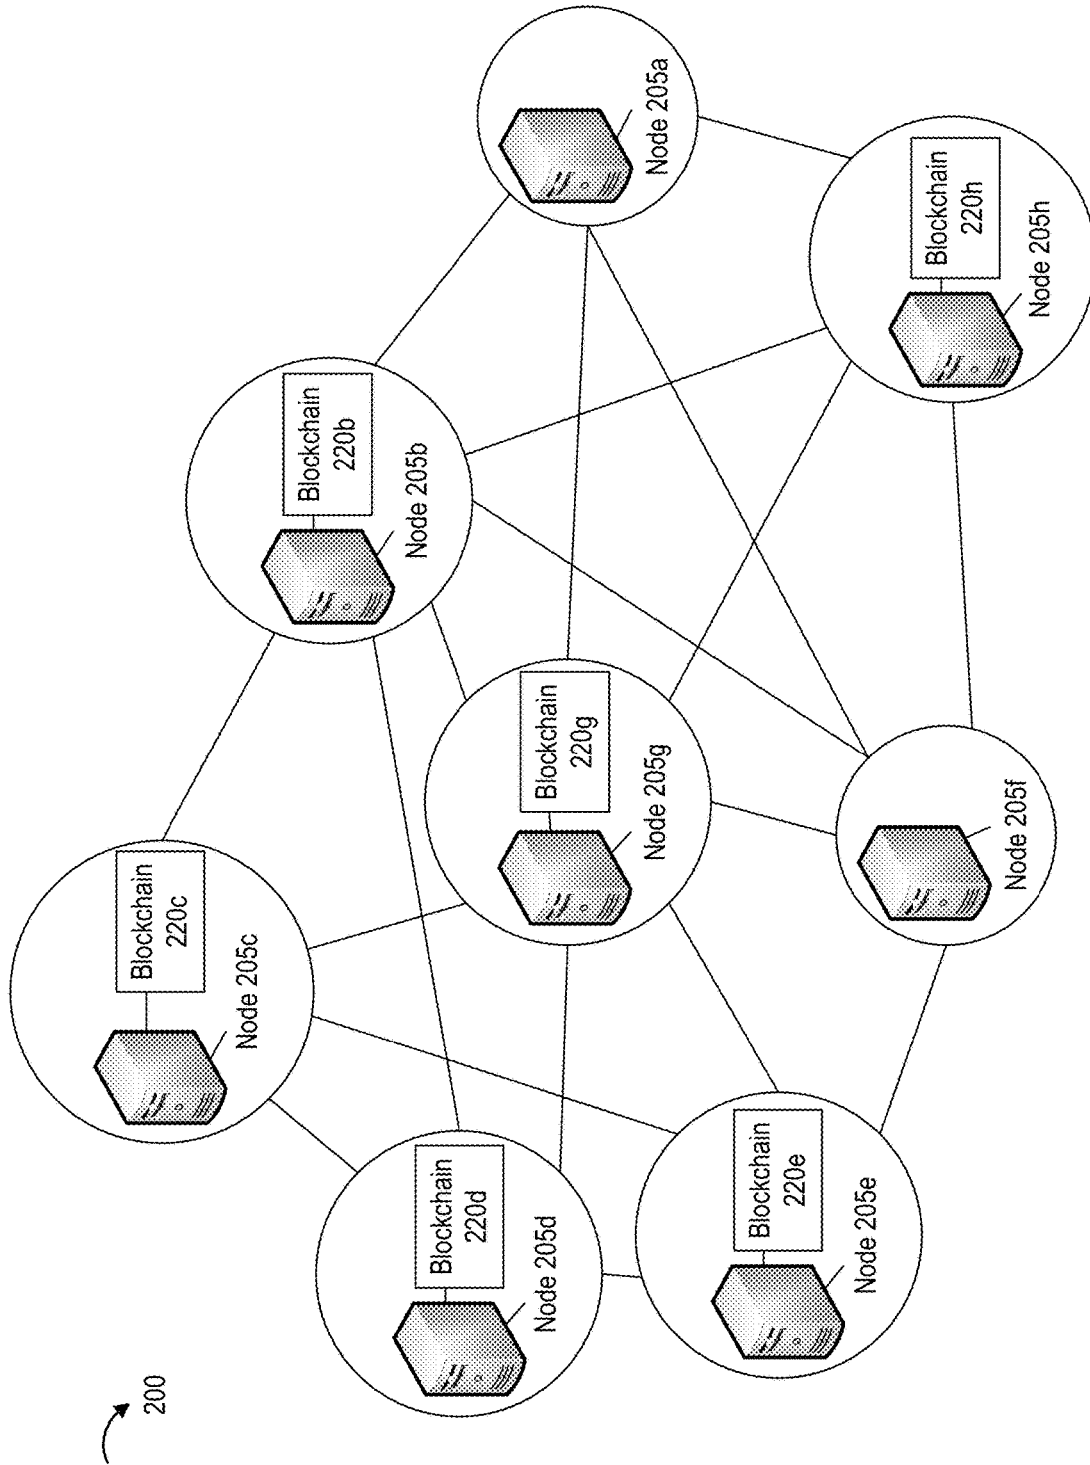 200
Blockchain
220c
Node 205c
Blockchain
220b
Node 205b
Node 205a
Blockchain
220d
Node 205d
Blockchain
220g
Node 205g
Blockchain
220h
Node 205h
Blockchain
220e
Node 205e
Node 205f